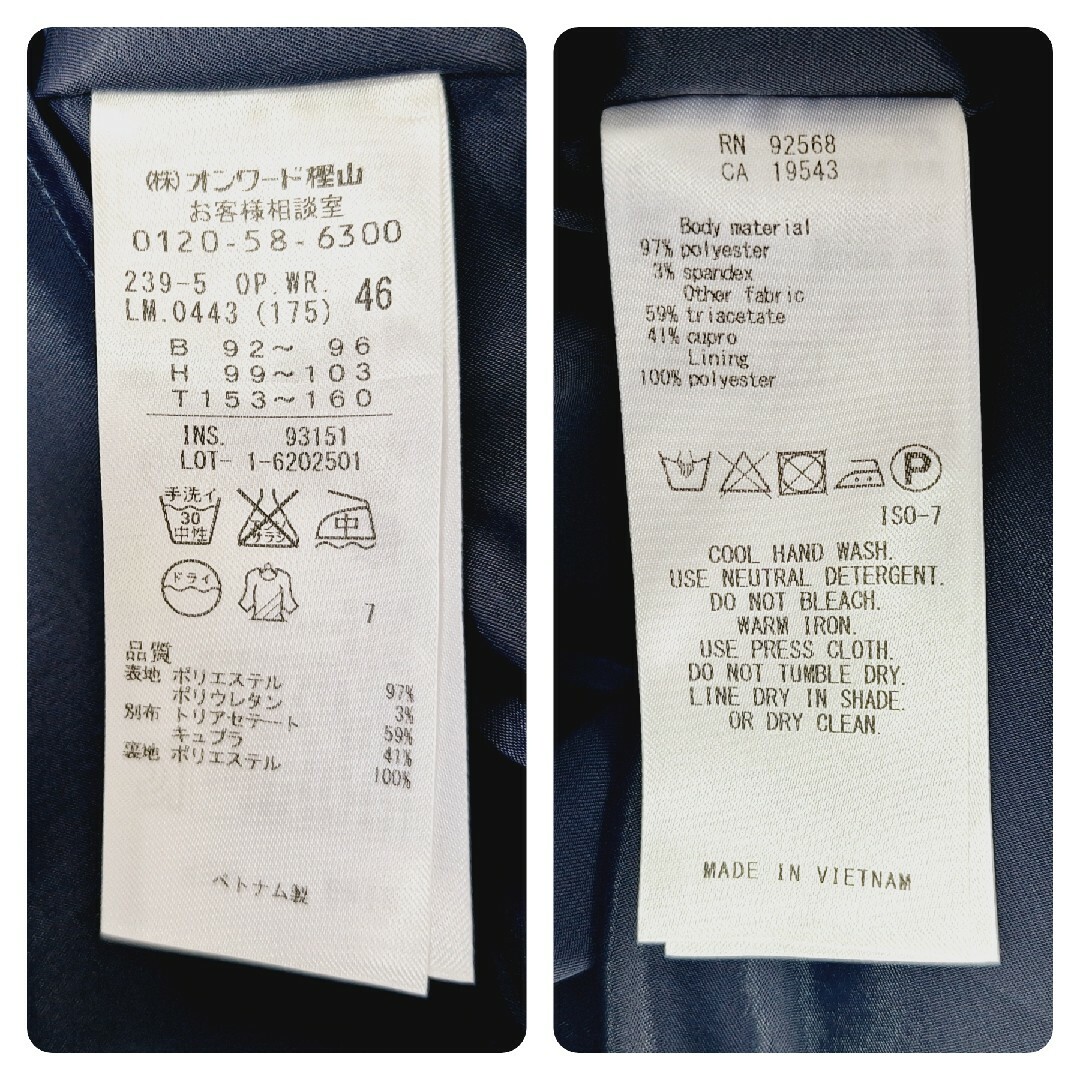 (株)オンワード樫山
お客様相談室
0120-58-6300
239-5 OP.WR.
LM.0443 (175) 46
B 92～ 96
H 99～103
T153～160
INS. 93151
LOT- 1-6202501
手洗イ
30
中性
サラシ
中
ドライ
7
品質
表地 ポリエステル 97%
ポリウレタン 3%
別布 トリアセテート 59%
キュプラ 41%
裏地 ポリエステル 100%
ベトナム製
RN 92568
CA 19543
Body material
97% polyester
3% spandex
Other fabric
59% triacetate
41% cupro
Lining
100% polyester
P
ISO-7
COOL HAND WASH.
USE NEUTRAL DETERGENT.
DO NOT BLEACH.
WARM IRON.
USE PRESS CLOTH.
DO NOT TUMBLE DRY.
LINE DRY IN SHADE.
OR DRY CLEAN.
MADE IN VIETNAM